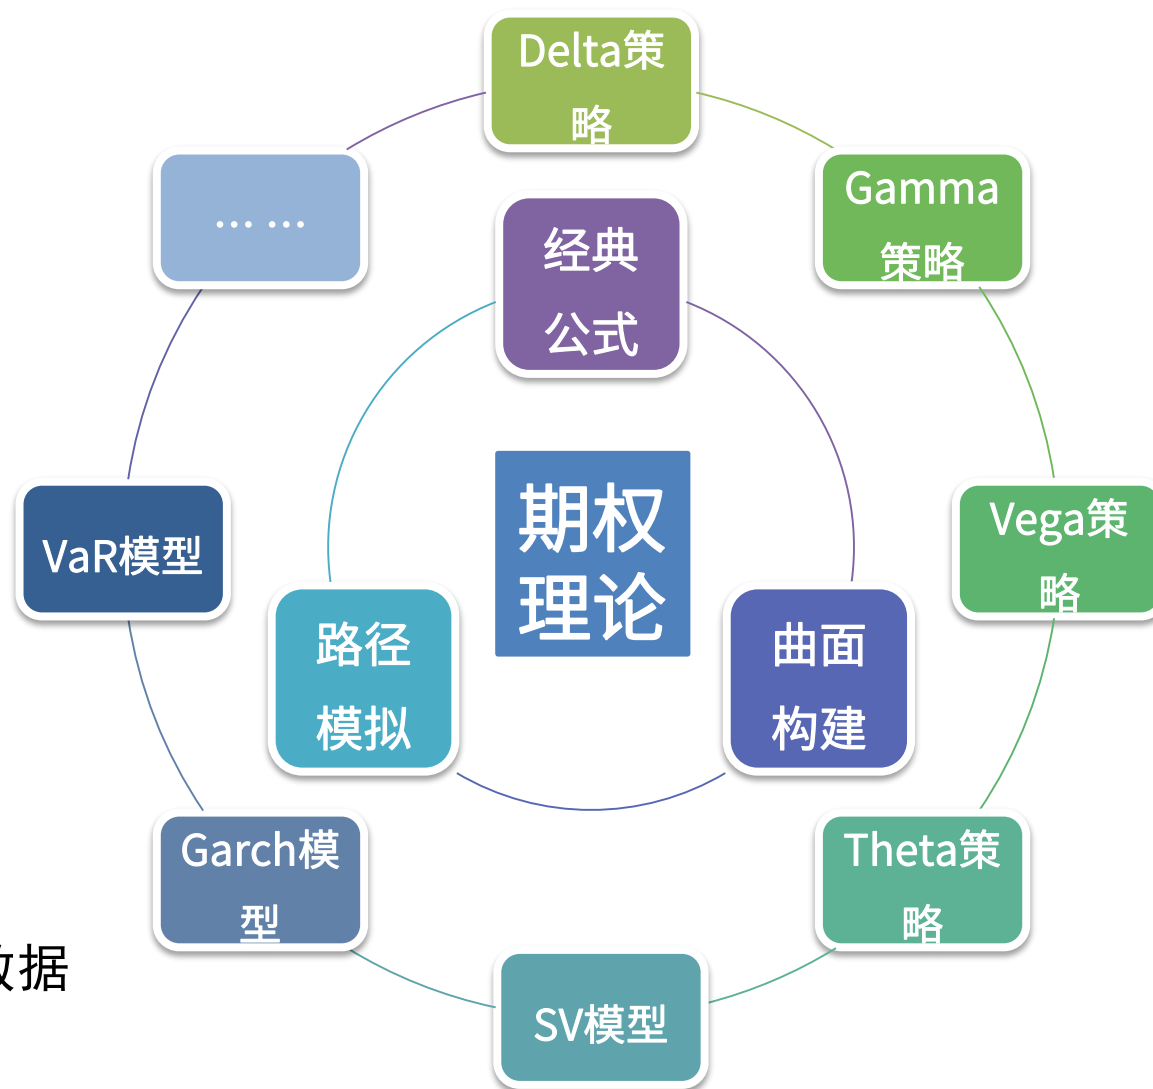 Delta策
略
… …
Gamma
策略
经典
公式
期权
理论
VaR模型
Vega策
略
路径
模拟
曲面
构建
Garch模
型
Theta策
略
数据
SV模型